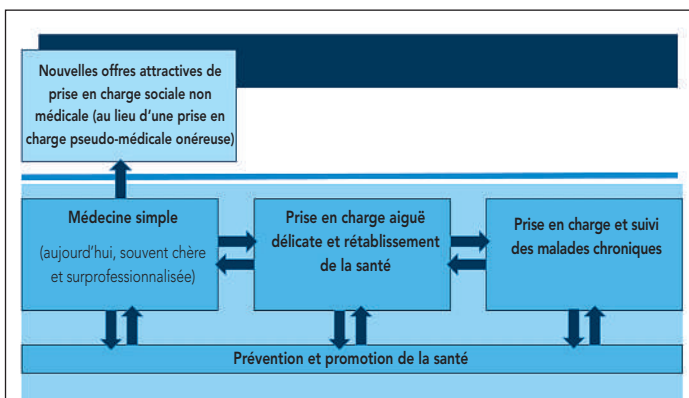 Nouvelles offres attractives de
prise en charge sociale non
médicale (au lieu d'une prise en
charge pseudo-médicale onéreuse)
Médecine simple
(aujourd'hui, souvent chère
et surprofessionnalisée)
Prise en charge aiguë
délicate et rétablissement
de la santé
Prise en charge et suivi
des malades chroniques
Prévention et promotion de la santé